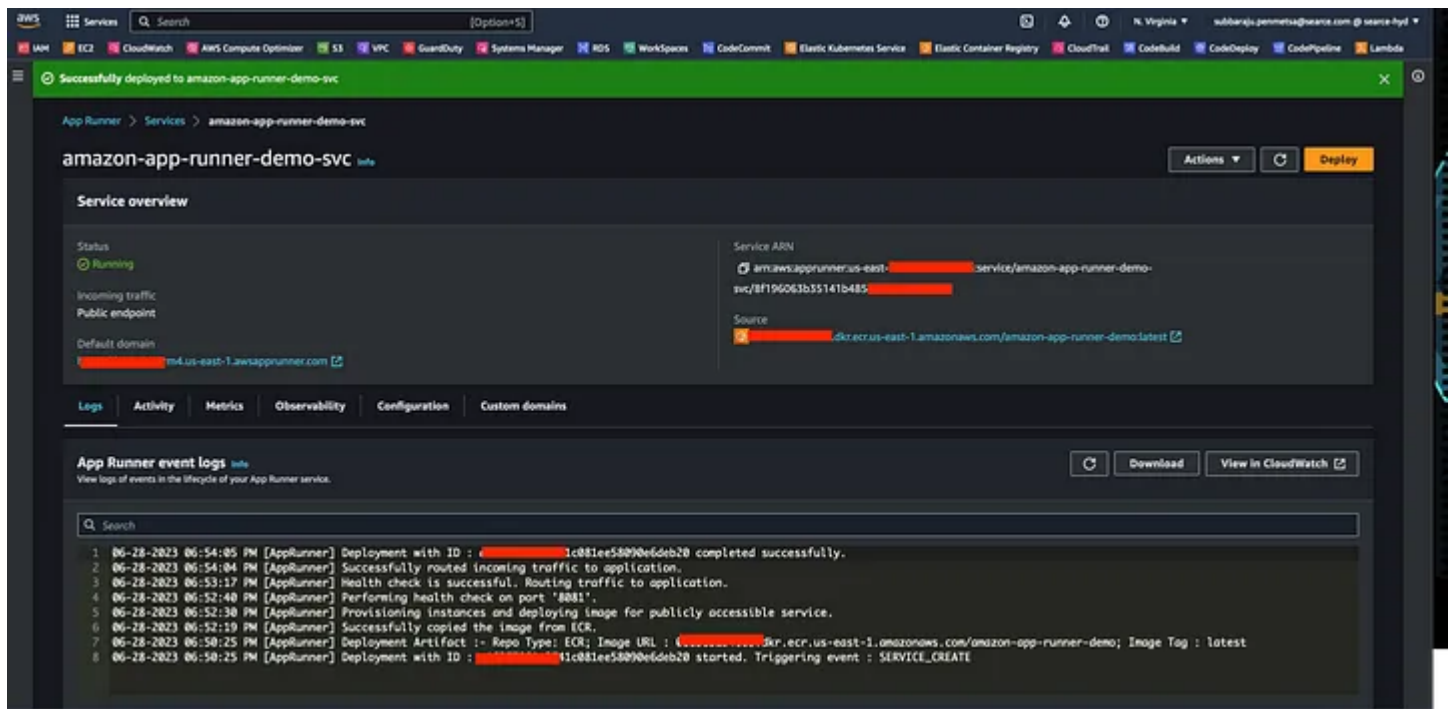 aws Services Search [Option+S] N. Virginia subbaraju.penmetsa@searce.com @ searce-hyd
IAM EC2 CloudWatch AWS Compute Optimizer S3 VPC GuardDuty Systems Manager RDS WorkSpaces CodeCommit Elastic Kubernetes Service Elastic Container Registry CloudTrail CodeBuild CodeDeploy CodePipeline Lambda
Successfully deployed to amazon-app-runner-demo-svc
App Runner > Services > amazon-app-runner-demo-svc
amazon-app-runner-demo-svc Info
Actions Deploy
Service overview
Status
Running
Incoming traffic
Public endpoint
Default domain
rm4.us-east-1.awsapprunner.com
Service ARN
arn:aws:apprunner:us-east- :service/amazon-app-runner-demo-
svc/8f196063b35141b485
Source
.dkr.ecr.us-east-1.amazonaws.com/amazon-app-runner-demo:latest
Logs Activity Metrics Observability Configuration Custom domains
App Runner event logs Info
View logs of events in the lifecycle of your App Runner service.
Download View in CloudWatch
Search
1 06-28-2023 06:54:05 PM [AppRunner] Deployment with ID : 1c081ee58090e6deb20 completed successfully.
2 06-28-2023 06:54:04 PM [AppRunner] Successfully routed incoming traffic to application.
3 06-28-2023 06:53:17 PM [AppRunner] Health check is successful. Routing traffic to application.
4 06-28-2023 06:52:40 PM [AppRunner] Performing health check on port '8081'.
5 06-28-2023 06:52:30 PM [AppRunner] Provisioning instances and deploying image for publicly accessible service.
6 06-28-2023 06:52:19 PM [AppRunner] Successfully copied the image from ECR.
7 06-28-2023 06:50:25 PM [AppRunner] Deployment Artifact :- Repo Type: ECR; Image URL : dkr.ecr.us-east-1.amazonaws.com/amazon-app-runner-demo; Image Tag : latest
8 06-28-2023 06:50:25 PM [AppRunner] Deployment with ID : 41c081ee58090e6deb20 started. Triggering event : SERVICE_CREATE